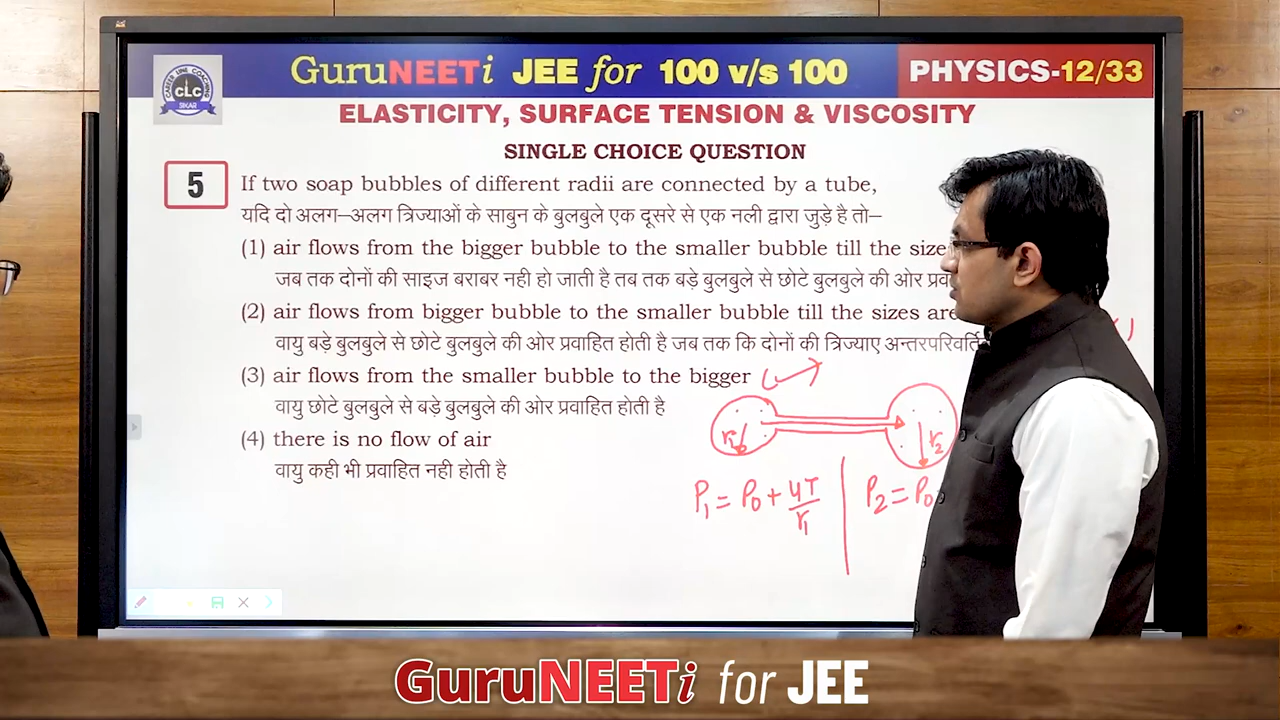 GuruNEETi JEE for 100 v/s 100
PHYSICS-12/33
CAREER LINE COACHING
CLC
SIKAR
ELASTICITY, SURFACE TENSION & VISCOSITY
SINGLE CHOICE QUESTION
5
If two soap bubbles of different radii are connected by a tube,
यदि दो अलग–अलग त्रिज्याओं के साबुन के बुलबुले एक दूसरे से एक नली द्वारा जुड़े है तो–
(1) air flows from the bigger bubble to the smaller bubble till the size
जब तक दोनों की साइज बराबर नही हो जाती है तब तक बड़े बुलबुले से छोटे बुलबुले की ओर
(2) air flows from bigger bubble to the smaller bubble till the sizes are
वायु बड़े बुलबुले से छोटे बुलबुले की ओर प्रवाहित होती है जब तक कि दोनों की त्रिज्याए
(3) air flows from the smaller bubble to the bigger
वायु छोटे बुलबुले से बड़े बुलबुले की ओर प्रवाहित होती है
(4) there is no flow of air
वायु कही भी प्रवाहित नही होती है
r₁ r₂
P₁ = P₀ + 4T/r₁ P₂ = P₀
GuruNEETi for JEE